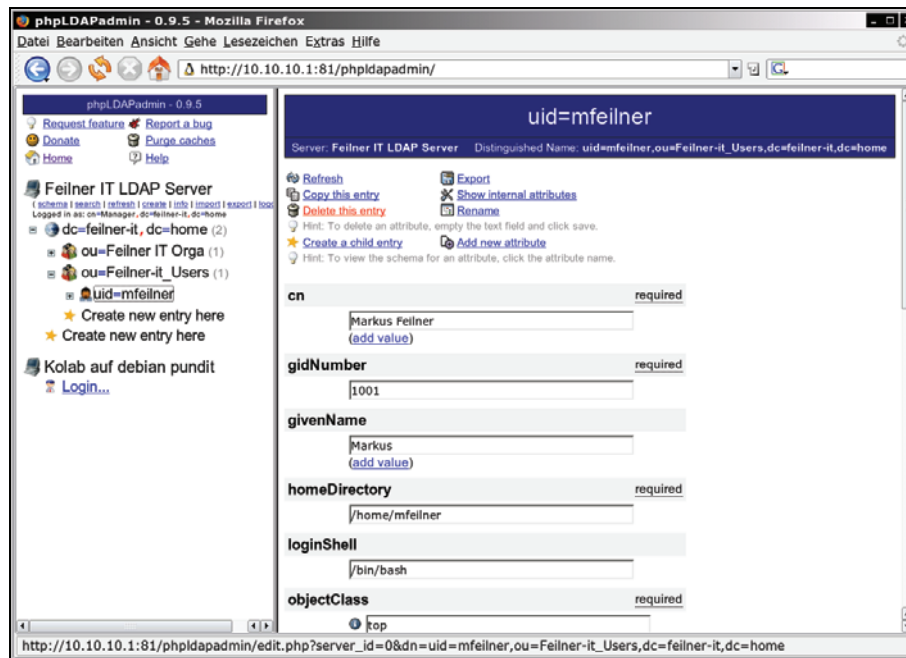 phpLDAPadmin - 0.9.5 - Mozilla Firefox
Datei Bearbeiten Ansicht Gehe Lesezeichen Extras Hilfe
http://10.10.10.1:81/phpldapadmin/
phpLDAPadmin - 0.9.5
Request feature Report a bug
Donate Purge caches
Home Help
Feilner IT LDAP Server
( schema | search | refresh | create | info | import | export |
Logged in as: cn=Manager,dc=feilner-it,dc=home
dc=feilner-it, dc=home (2)
ou=Feilner IT Orga (1)
ou=Feilner-it_Users (1)
uid=mfeilner
Create new entry here
Create new entry here
Kolab auf debian pundit
Login...
uid=mfeilner
Server: Feilner IT LDAP Server Distinguished Name: uid=mfeilner,ou=Feilner-it_Users,dc=feilner-it,dc=home
Refresh Export
Copy this entry Show internal attributes
Delete this entry Rename
Hint: To delete an attribute, empty the text field and click save.
Create a child entry Add new attribute
Hint: To view the schema for an attribute, click the attribute name.
cn required
Markus Feilner
(add value)
gidNumber required
1001
givenName
Markus
(add value)
homeDirectory required
/home/mfeilner
loginShell
/bin/bash
objectClass required
top
http://10.10.10.1:81/phpldapadmin/edit.php?server_id=0&dn=uid=mfeilner,ou=Feilner-it_Users,dc=feilner-it,dc=home